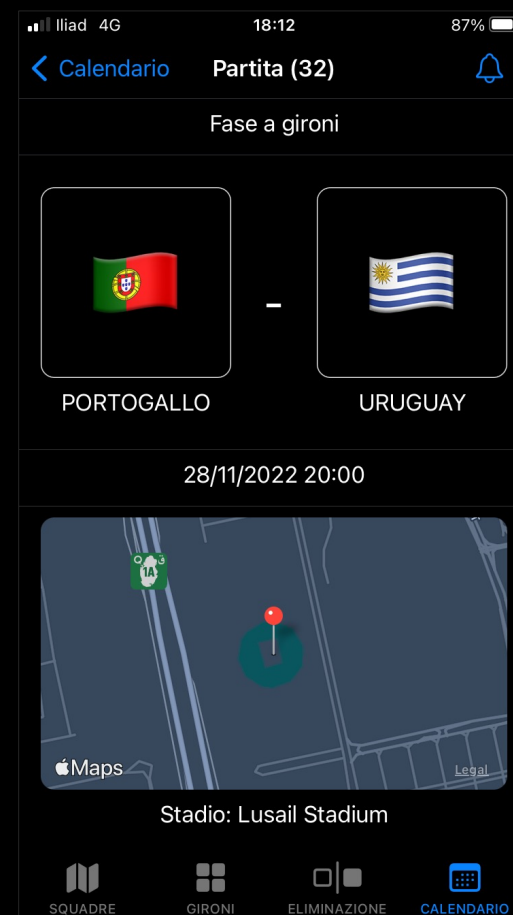 Iliad 4G 18:12 87%
Calendario Partita (32)
Fase a gironi
-
PORTOGALLO URUGUAY
28/11/2022 20:00
1A
Maps
Legal
Stadio: Lusail Stadium
SQUADRE GIRONI ELIMINAZIONE CALENDARIO